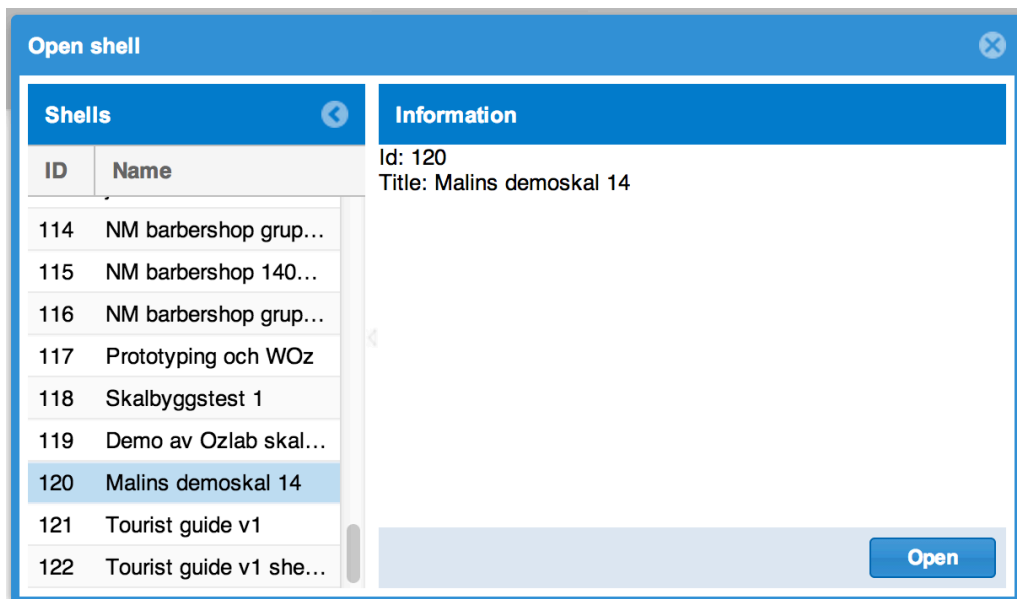 Open shell
Shells
Information
ID Name
Id: 120
Title: Malins demoskal 14
114 NM barbershop grup...
115 NM barbershop 140...
116 NM barbershop grup...
117 Prototyping och WOz
118 Skalbyggstest 1
119 Demo av Ozlab skal...
120 Malins demoskal 14
121 Tourist guide v1
122 Tourist guide v1 she...
Open